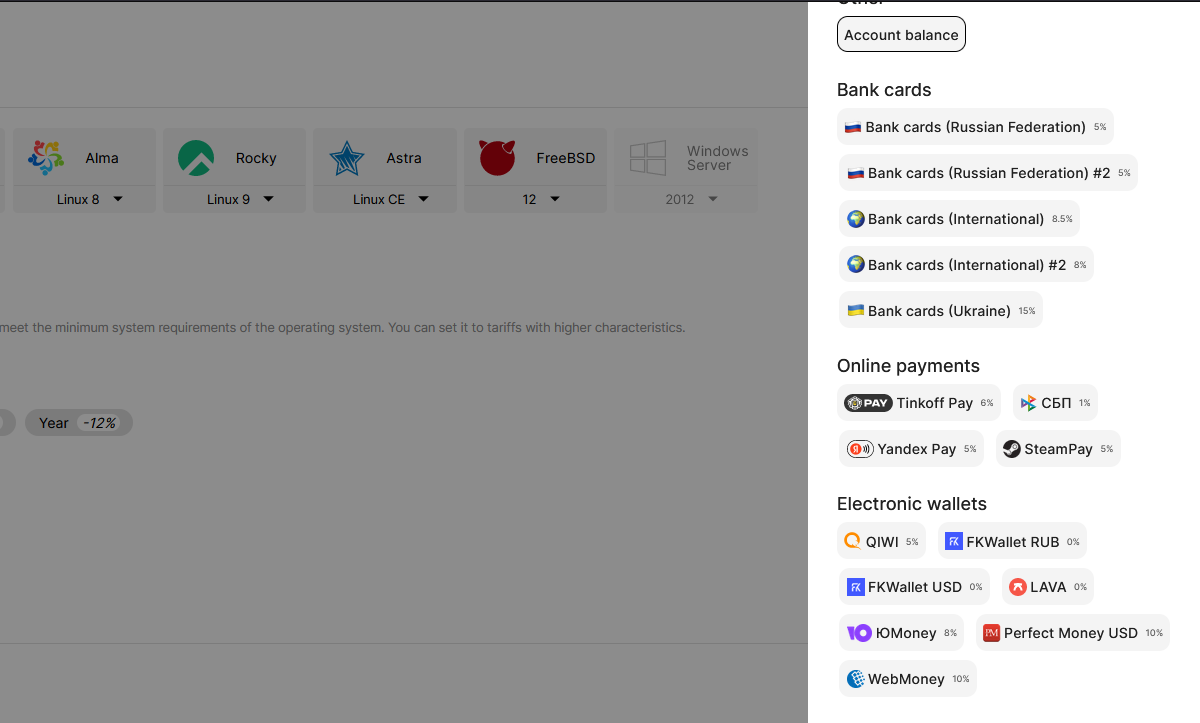 Other
Account balance
Bank cards
Bank cards (Russian Federation) 5%
Bank cards (Russian Federation) #2 5%
Bank cards (International) 8.5%
Bank cards (International) #2 8%
Bank cards (Ukraine) 15%
Online payments
PAY Tinkoff Pay 6%
СБП 1%
Я Yandex Pay 5%
SteamPay 5%
Electronic wallets
QIWI 5%
FK FKWallet RUB 0%
FK FKWallet USD 0%
LAVA 0%
ЮMoney 8%
PM Perfect Money USD 10%
WebMoney 10%
Alma
Linux 8
Rocky
Linux 9
Astra
Linux CE
FreeBSD
12
Windows
Server
2012
meet the minimum system requirements of the operating system. You can set it to tariffs with higher characteristics.
Year -12%